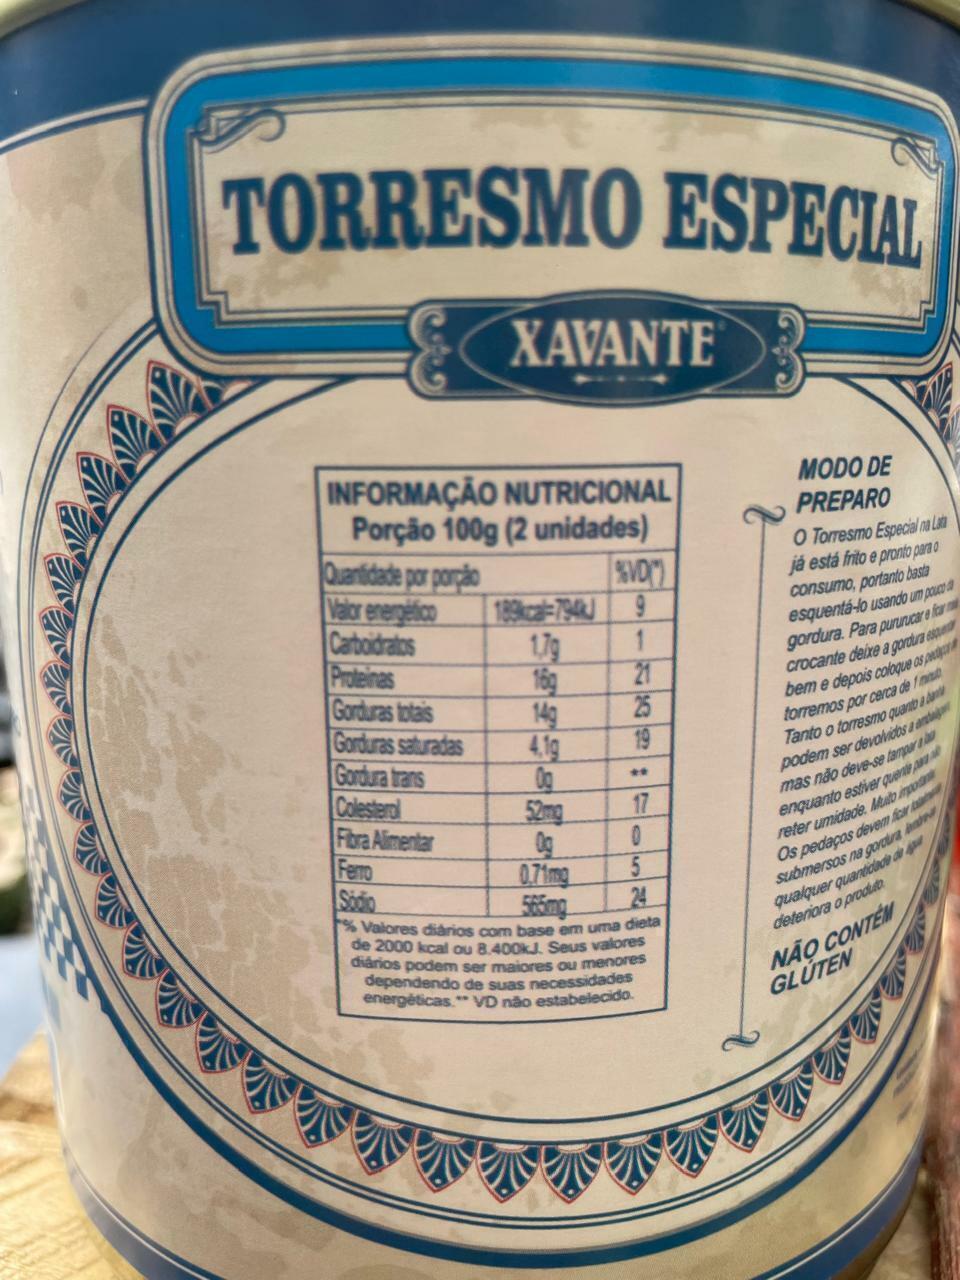 TORRESMO ESPECIAL
XAVANTE
INFORMAÇÃO NUTRICIONAL
Porção 100g (2 unidades)
Quantidade por porção %VD(*)
Valor energético 189kcal=794kJ 9
Carboidratos 1,7g 1
Proteínas 16g 21
Gorduras totais 14g 25
Gorduras saturadas 4,1g 19
Gordura trans 0g **
Colesterol 52mg 17
Fibra Alimentar 0g 0
Ferro 0,71mg 5
Sódio 565mg 24
*% Valores diários com base em uma dieta
de 2000 kcal ou 8.400kJ. Seus valores
diários podem ser maiores ou menores
dependendo de suas necessidades
energéticas.** VD não estabelecido.
MODO DE
PREPARO
O Torresmo Especial na Lata
já está frito e pronto para o
consumo, portanto basta
esquentá-lo usando um pouco da
gordura. Para pururucar e ficar mais
crocante deixe a gordura esquentar
bem e depois coloque os pedaços
torremos por cerca de 1 minuto.
Tanto o torresmo quanto a banha
podem ser devolvidos a embalagem,
mas não deve-se tampar a lata
enquanto estiver quente para não
reter umidade. Muito importante,
Os pedaços devem ficar totalmente
submersos na gordura, lembre-se
qualquer quantidade de água
deteriora o produto.
NÃO CONTÉM
GLÚTEN